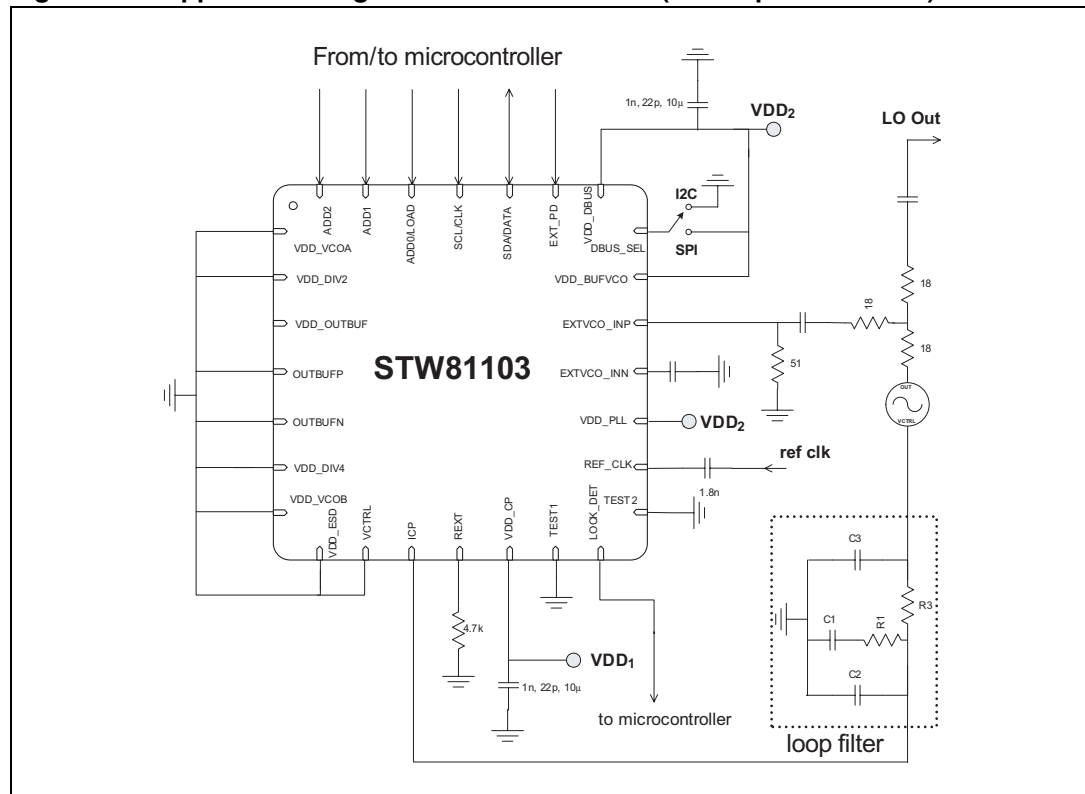 From/to microcontroller
1n, 22p, 10µ
VDD2
LO Out
ADD2
ADD1
ADD0/LOAD
SCL/CLK
SDA/DATA
EXT_PD
VDD_DBUS
I2C
SPI
DBUS_SEL
VDD_VCOA
VDD_DIV2
VDD_BUFVCO
18
18
18
VDD_OUTBUF
EXTVCO_INP
STW81103
51
OUTBUFP
EXTVCO_INN
OUT
VCTRL
OUTBUFN
VDD_PLL
VDD2
VDD_DIV4
REF_CLK
ref clk
1.8n
VDD_VCOB
TEST2
VDD_ESD
VCTRL
ICP
REXT
VDD_CP
TEST1
LOCK_DET
C3
R3
C1
R1
C2
4.7k
VDD1
1n, 22p, 10µ
to microcontroller
loop filter